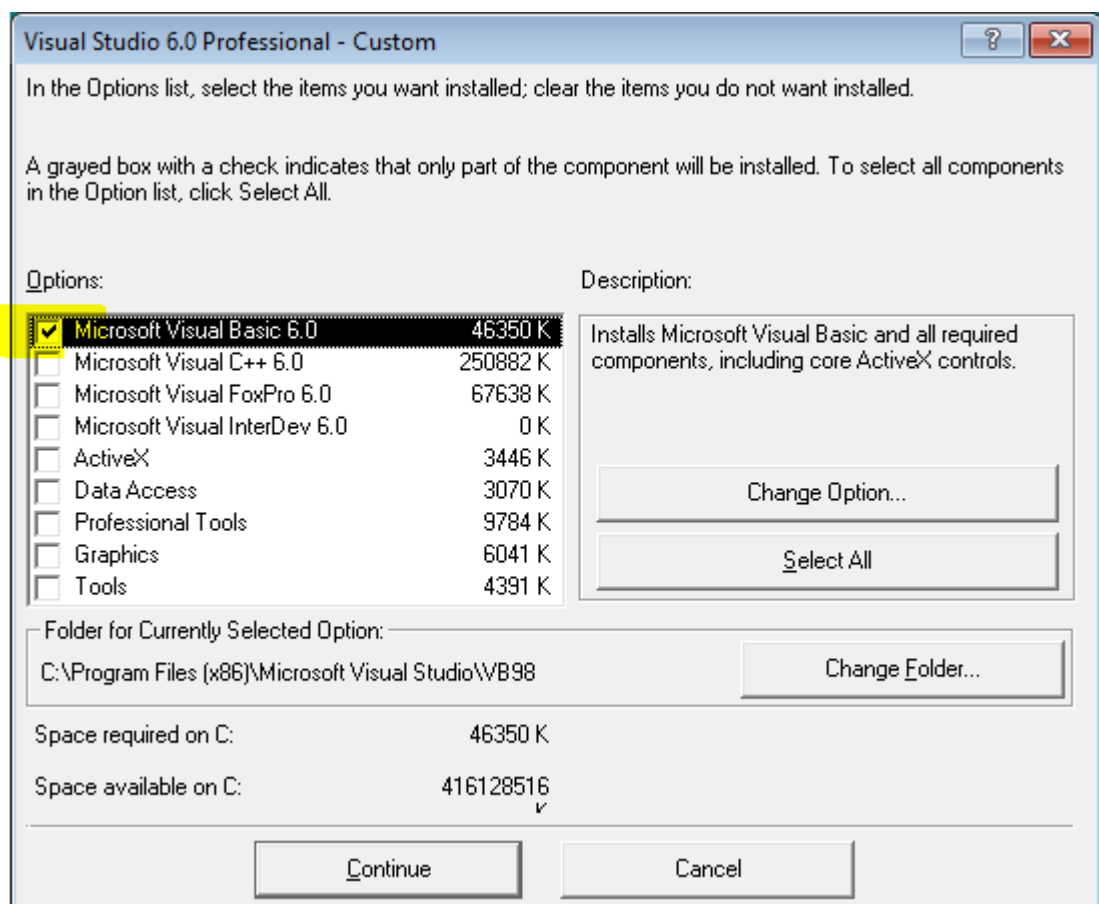 Visual Studio 6.0 Professional - Custom
In the Options list, select the items you want installed; clear the items you do not want installed.
A grayed box with a check indicates that only part of the component will be installed. To select all components
in the Option list, click Select All.
Options:
Description:
Microsoft Visual Basic 6.0 46350 K
Microsoft Visual C++ 6.0 250882 K
Microsoft Visual FoxPro 6.0 67638 K
Microsoft Visual InterDev 6.0 0 K
ActiveX 3446 K
Data Access 3070 K
Professional Tools 9784 K
Graphics 6041 K
Tools 4391 K
Installs Microsoft Visual Basic and all required
components, including core ActiveX controls.
Change Option...
Select All
Folder for Currently Selected Option:
C:\Program Files (x86)\Microsoft Visual Studio\VB98
Change Folder...
Space required on C: 46350 K
Space available on C: 416128516
K
Continue
Cancel